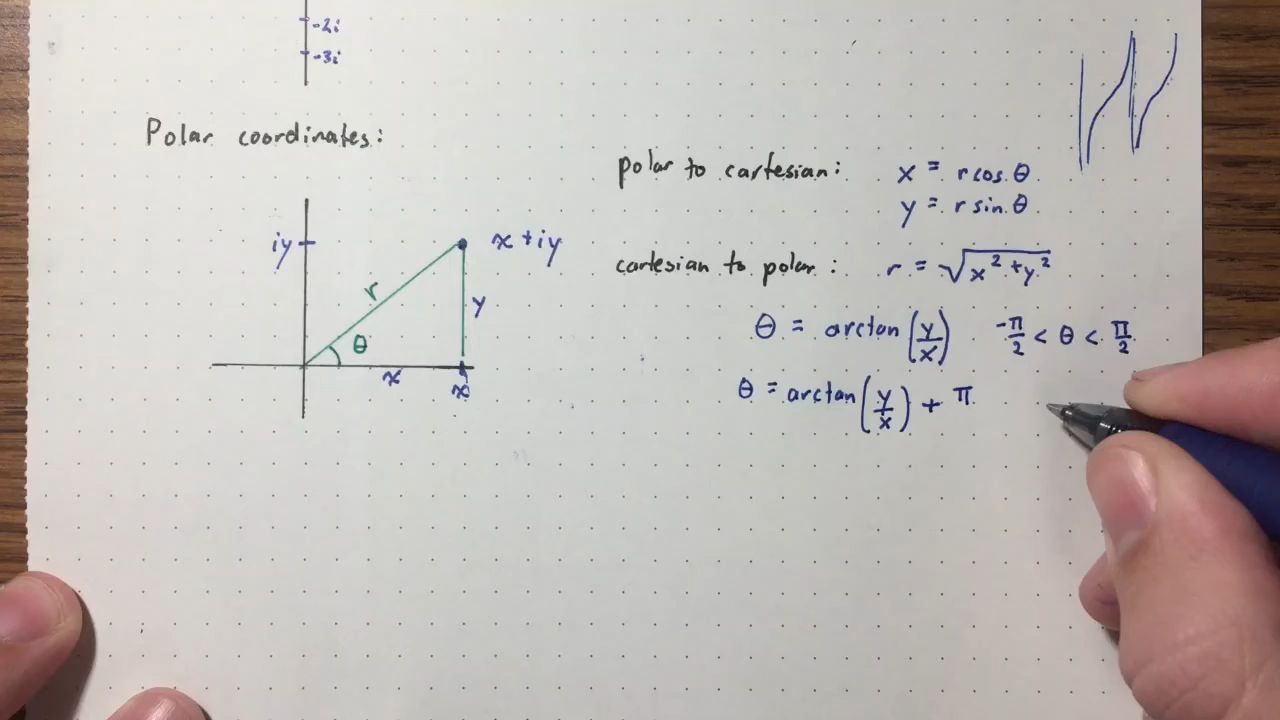 -2i
-3i
Polar coordinates:
polar to cartesian: x = r cos θ
y = r sin θ
iy
x + iy
r
θ
y
x
x
cartesian to polar: r = √(x² + y²)
θ = arctan(y/x) -π/2 < θ < π/2
θ = arctan(y/x) + π